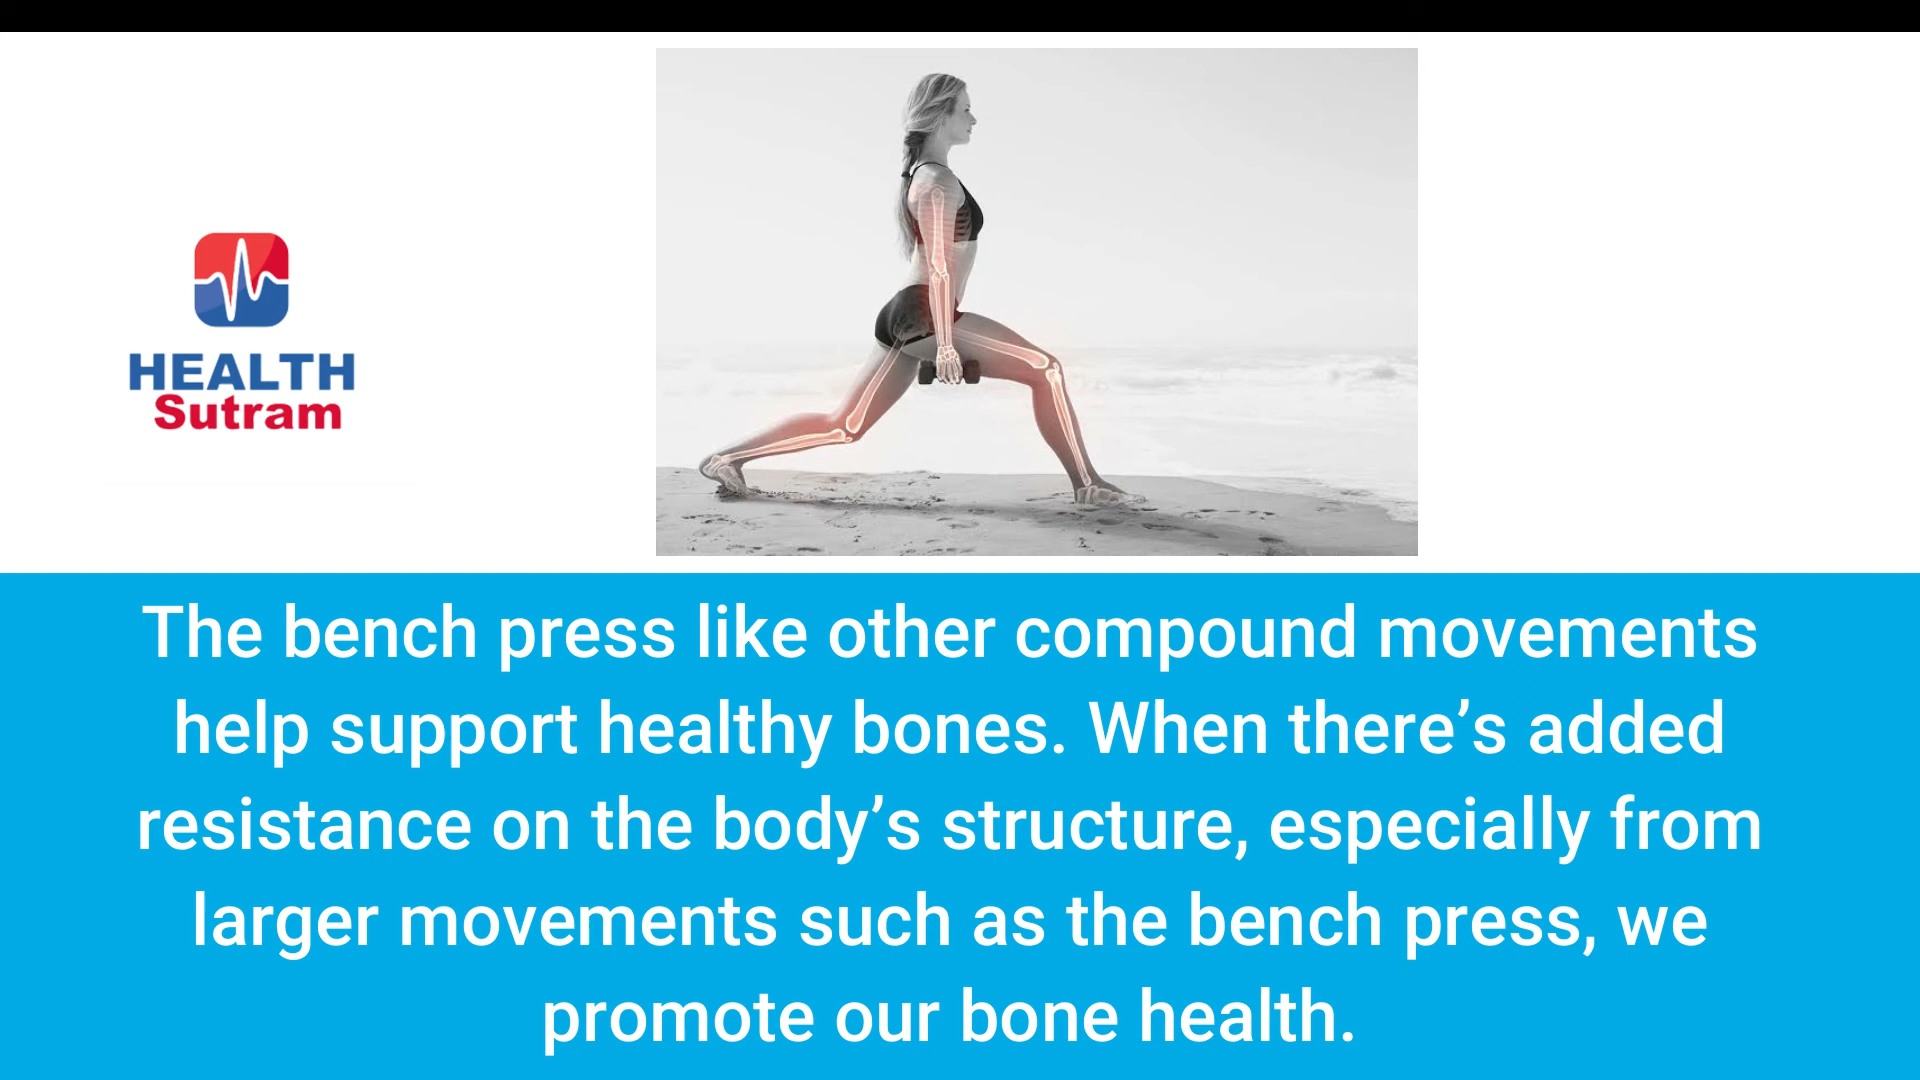 HEALTH
Sutram
The bench press like other compound movements
help support healthy bones. When there’s added
resistance on the body’s structure, especially from
larger movements such as the bench press, we
promote our bone health.